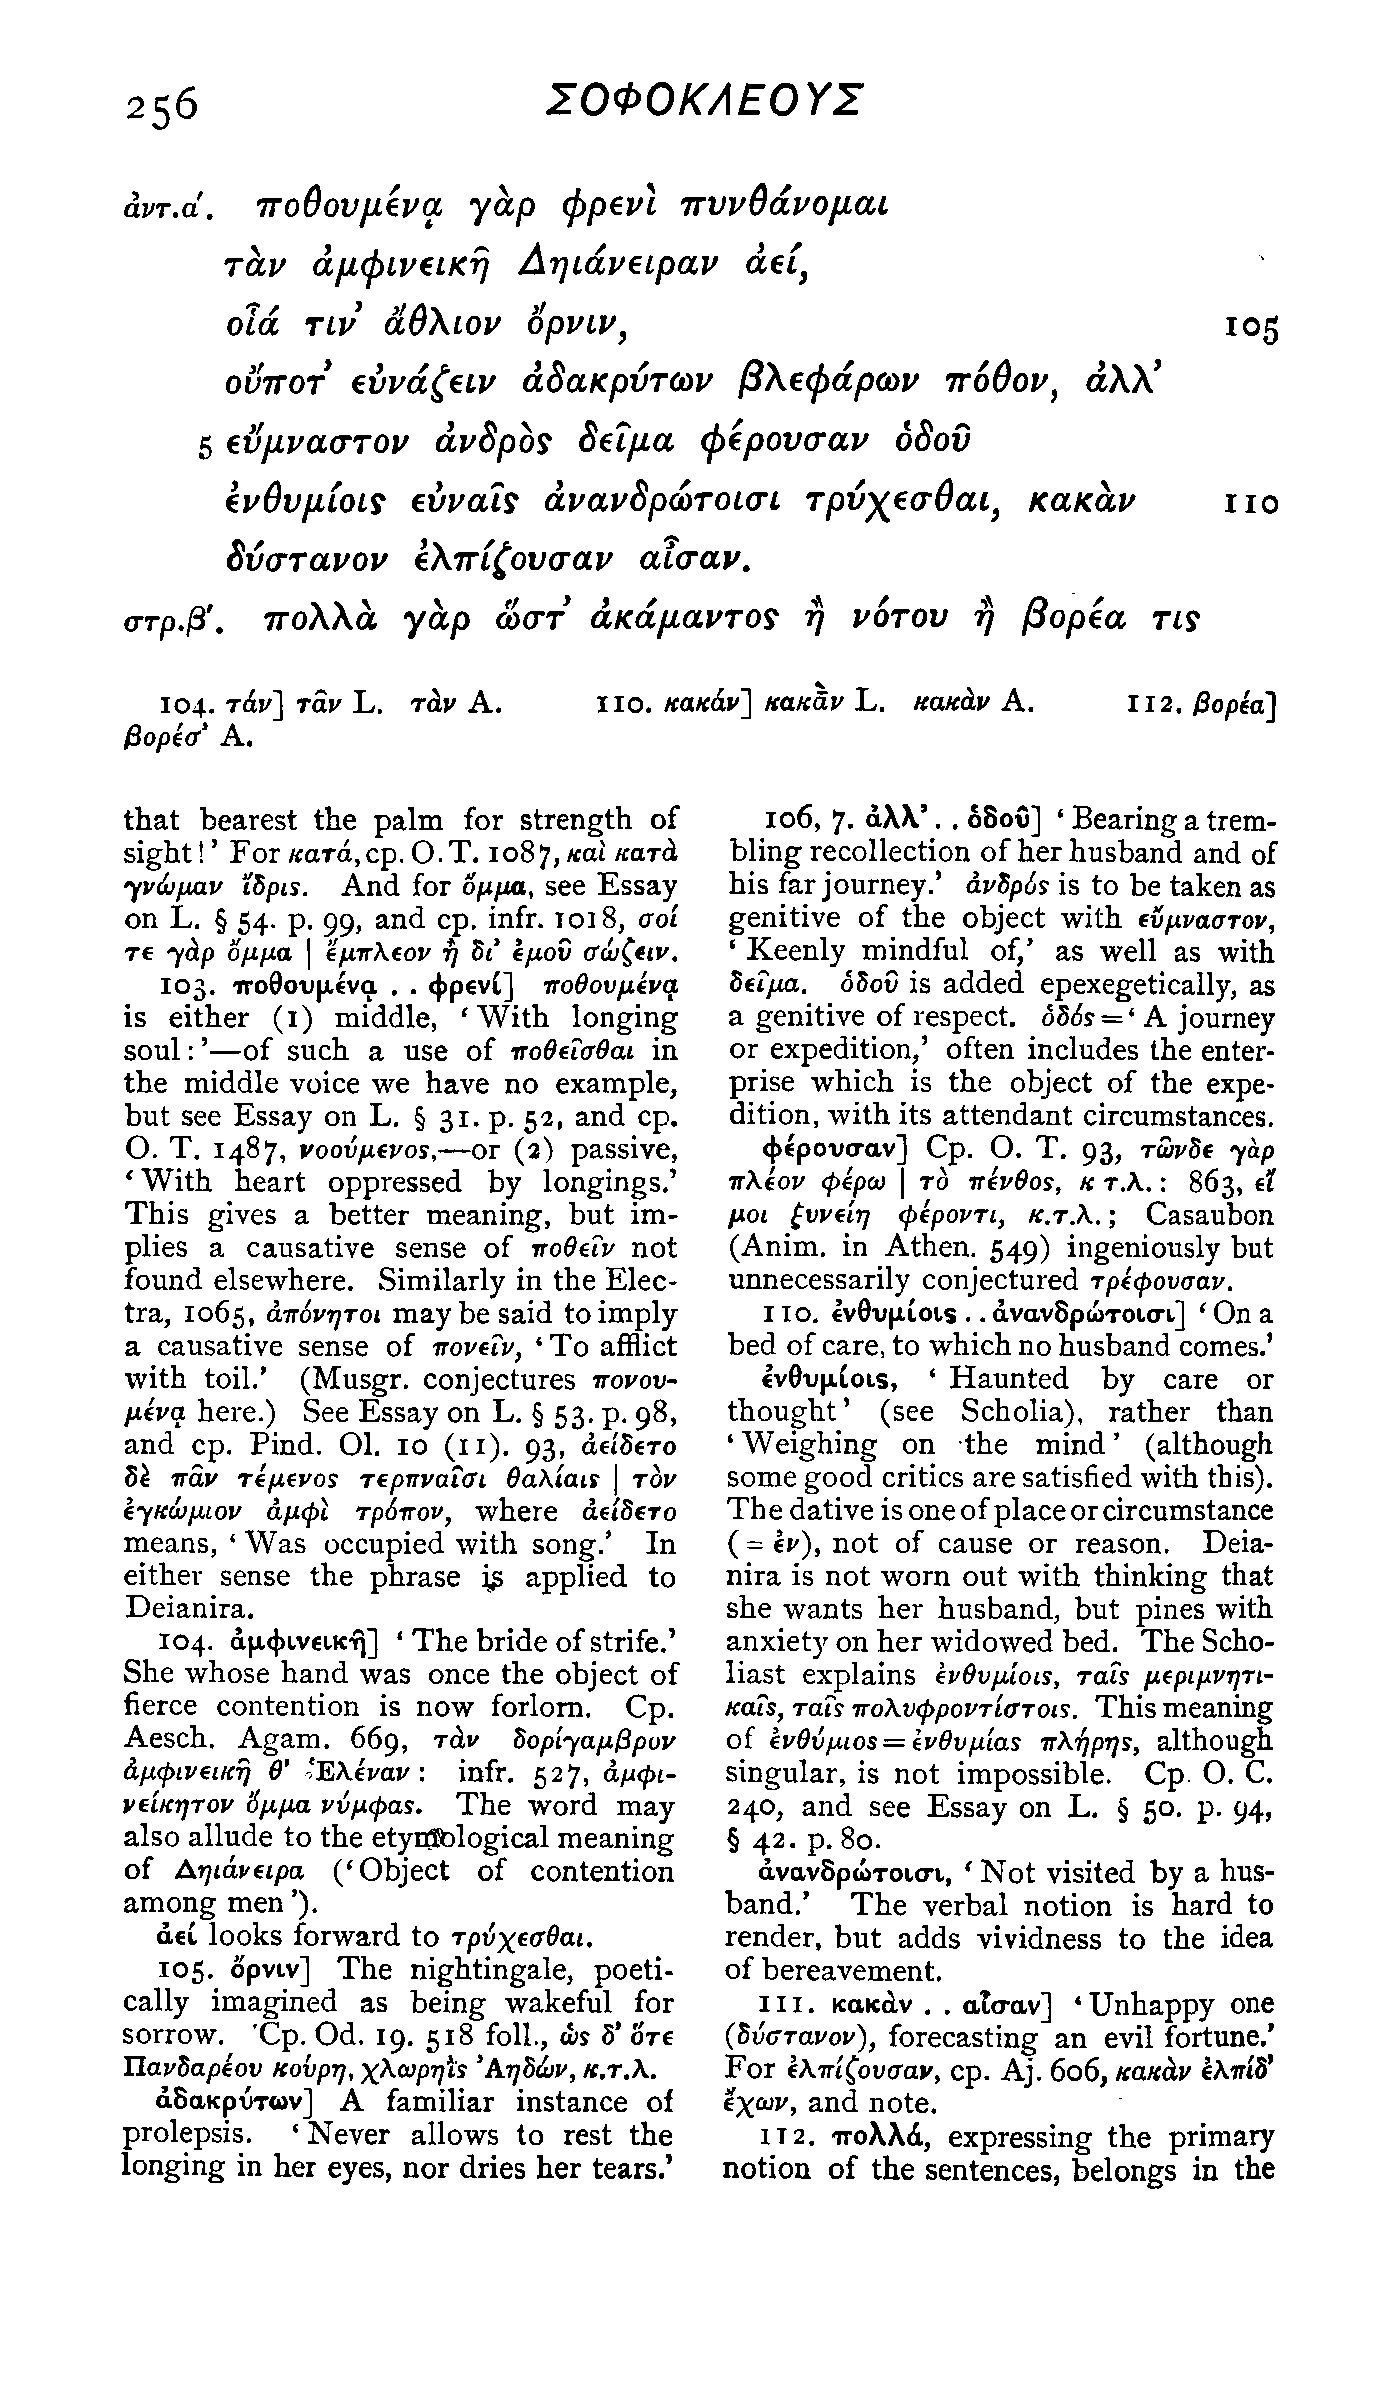 256 ΣΟΦΟΚΛΕΟΥΣ
ἀντ.α΄. ποθουμένᾳ γὰρ φρενὶ πυνθάνομαι
τὰν ἀμφινεικῆ Δηιάνειραν ἀεί,
οἷά τιν’ ἄθλιον ὄρνιν, 105
οὔποτ’ εὐνάζειν ἀδακρύτων βλεφάρων πόθον, ἀλλ’
5 εὔμναστον ἀνδρὸς δεῖμα φέρουσαν ὁδοῦ
ἐνθυμίοις εὐναῖς ἀνανδρώτοισι τρύχεσθαι, κακὰν 110
δύστανον ἐλπίζουσαν αἶσαν.
στρ.β΄. πολλὰ γὰρ ὥστ’ ἀκάμαντος ἢ νότου ἢ βορέα τις
104. τάν] τᾶν L. τὰν A. 110. κακάν] κακᾶν L. κακὰν A. 112. βορέα]
βορέσ’ A.
that bearest the palm for strength of
sight!’ For κατά, cp. O. T. 1087, καὶ κατὰ
γνώμαν ἴδρις. And for ὄμμα, see Essay
on L. § 54. p. 99, and cp. infr. 1018, σοί
τε γὰρ ὄμμα | ἔμπλεον ἢ δι’ ἐμοῦ σώζειν.
103. ποθουμένᾳ . . φρενί] ποθουμένᾳ
is either (1) middle, ‘With longing
soul:’—of such a use of ποθεῖσθαι in
the middle voice we have no example,
but see Essay on L. § 31. p. 52, and cp.
O. T. 1487, νοούμενος,—or (2) passive,
‘With heart oppressed by longings.’
This gives a better meaning, but im-
plies a causative sense of ποθεῖν not
found elsewhere. Similarly in the Elec-
tra, 1065, ἀπόνητοι may be said to imply
a causative sense of πονεῖν, ‘To afflict
with toil.’ (Musgr. conjectures πονου-
μένᾳ here.) See Essay on L. § 53. p. 98,
and cp. Pind. Ol. 10 (11). 93, ἀείδετο
δὲ πᾶν τέμενος τερπναῖσι θαλίαις | τὸν
ἐγκώμιον ἀμφὶ τρόπον, where ἀείδετο
means, ‘Was occupied with song.’ In
either sense the phrase is applied to
Deianira.
104. ἀμφινεικῆ] ‘The bride of strife.’
She whose hand was once the object of
fierce contention is now forlorn. Cp.
Aesch. Agam. 669, τὰν δορίγαμβρον
ἀμφινεικῆ θ’ Ἑλέναν: infr. 527, ἀμφι-
νείκητον ὄμμα νύμφας. The word may
also allude to the etymological meaning
of Δηιάνειρα (‘Object of contention
among men’).
ἀεί looks forward to τρύχεσθαι.
105. ὄρνιν] The nightingale, poeti-
cally imagined as being wakeful for
sorrow. Cp. Od. 19. 518 foll., ὡς δ’ ὅτε
Πανδαρέου κούρη, χλωρηῒς Ἀηδών, κ.τ.λ.
ἀδακρύτων] A familiar instance of
prolepsis. ‘Never allows to rest the
longing in her eyes, nor dries her tears.’
106, 7. ἀλλ’ . . ὁδοῦ] ‘Bearing a trem-
bling recollection of her husband and of
his far journey.’ ἀνδρός is to be taken as
genitive of the object with εὔμναστον,
‘Keenly mindful of,’ as well as with
δεῖμα. ὁδοῦ is added epexegetically, as
a genitive of respect. ὁδός=‘A journey
or expedition,’ often includes the enter-
prise which is the object of the expe-
dition, with its attendant circumstances.
φέρουσαν] Cp. O. T. 93, τῶνδε γὰρ
πλέον φέρω | τὸ πένθος, κ τ.λ.: 863, εἴ
μοι ξυνείη φέροντι, κ.τ.λ.; Casaubon
(Anim. in Athen. 549) ingeniously but
unnecessarily conjectured τρέφουσαν.
110. ἐνθυμίοις . . ἀνανδρώτοισι] ‘On a
bed of care, to which no husband comes.’
ἐνθυμίοις, ‘Haunted by care or
thought’ (see Scholia), rather than
‘Weighing on the mind’ (although
some good critics are satisfied with this).
The dative is one of place or circumstance
(= ἐν), not of cause or reason. Deia-
nira is not worn out with thinking that
she wants her husband, but pines with
anxiety on her widowed bed. The Scho-
liast explains ἐνθυμίοις, ταῖς μεριμνητι-
καῖς, ταῖς πολυφροντίστοις. This meaning
of ἐνθύμιος=ἐνθυμίας πλήρης, although
singular, is not impossible. Cp. O. C.
240, and see Essay on L. § 50. p. 94,
§ 42. p. 80.
ἀνανδρώτοισι, ‘Not visited by a hus-
band.’ The verbal notion is hard to
render, but adds vividness to the idea
of bereavement.
111. κακὰν . . αἶσαν] ‘Unhappy one
(δύστανον), forecasting an evil fortune.’
For ἐλπίζουσαν, cp. Aj. 606, κακὰν ἐλπίδ’
ἔχων, and note.
112. πολλά, expressing the primary
notion of the sentences, belongs in the